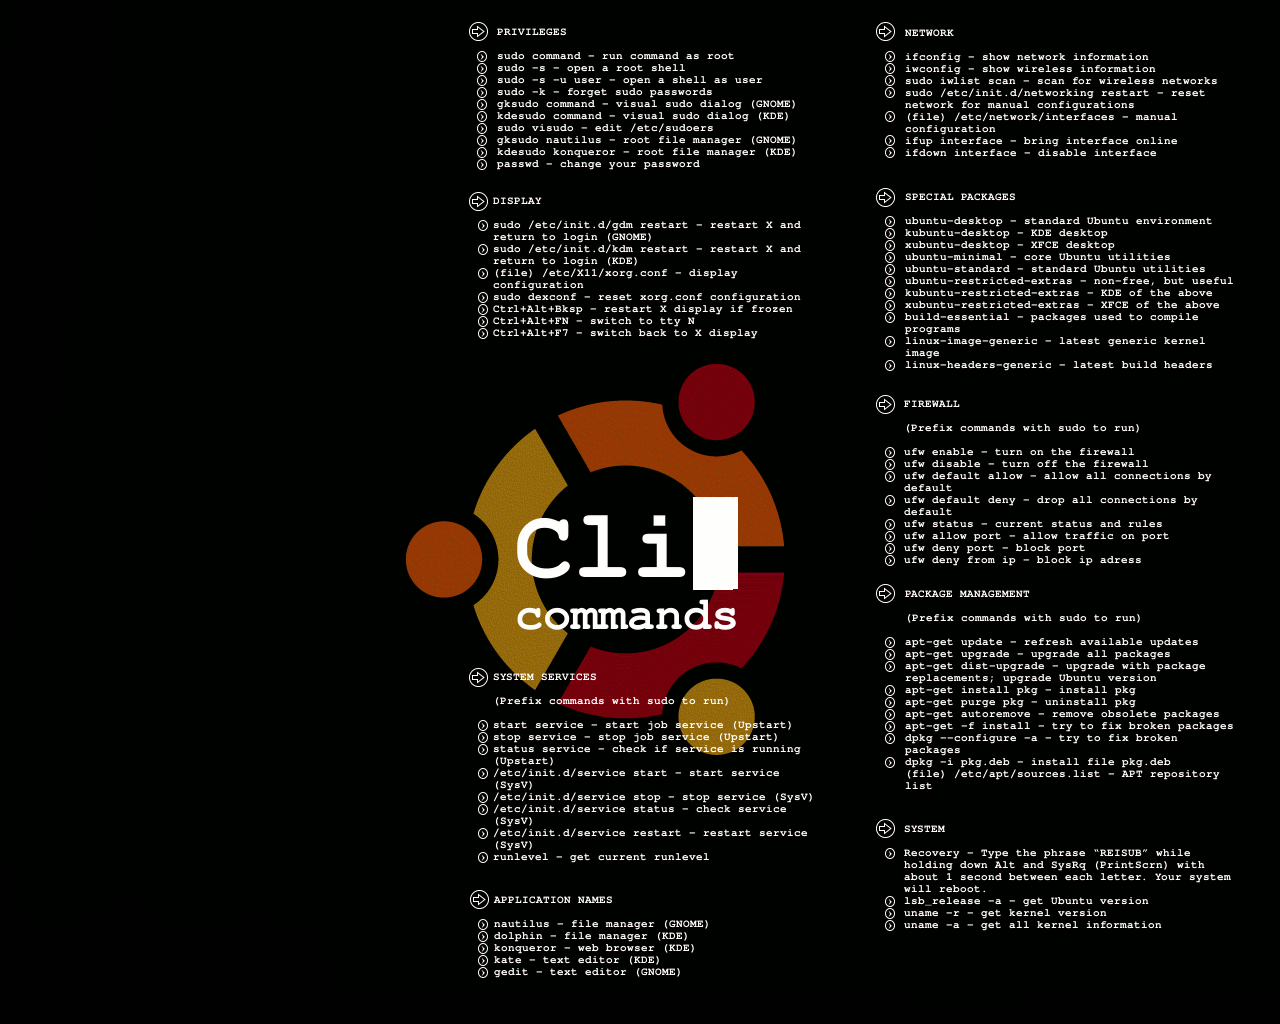 PRIVILEGES
sudo command – run command as root
sudo -s – open a root shell
sudo -s -u user – open a shell as user
sudo -k – forget sudo passwords
gksudo command – visual sudo dialog (GNOME)
kdesudo command – visual sudo dialog (KDE)
sudo visudo – edit /etc/sudoers
gksudo nautilus – root file manager (GNOME)
kdesudo konqueror – root file manager (KDE)
passwd – change your password
DISPLAY
sudo /etc/init.d/gdm restart – restart X and
return to login (GNOME)
sudo /etc/init.d/kdm restart – restart X and
return to login (KDE)
(file) /etc/X11/xorg.conf – display
configuration
sudo dexconf – reset xorg.conf configuration
Ctrl+Alt+Bksp – restart X display if frozen
Ctrl+Alt+FN – switch to tty N
Ctrl+Alt+F7 – switch back to X display
Cli
commands
SYSTEM SERVICES
(Prefix commands with sudo to run)
start service – start job service (Upstart)
stop service – stop job service (Upstart)
status service – check if service is running
(Upstart)
/etc/init.d/service start – start service
(SysV)
/etc/init.d/service stop – stop service (SysV)
/etc/init.d/service status – check service
(SysV)
/etc/init.d/service restart – restart service
(SysV)
runlevel – get current runlevel
APPLICATION NAMES
nautilus – file manager (GNOME)
dolphin – file manager (KDE)
konqueror – web browser (KDE)
kate – text editor (KDE)
gedit – text editor (GNOME)
NETWORK
ifconfig – show network information
iwconfig – show wireless information
sudo iwlist scan – scan for wireless networks
sudo /etc/init.d/networking restart – reset
network for manual configurations
(file) /etc/network/interfaces – manual
configuration
ifup interface – bring interface online
ifdown interface – disable interface
SPECIAL PACKAGES
ubuntu-desktop – standard Ubuntu environment
kubuntu-desktop – KDE desktop
xubuntu-desktop – XFCE desktop
ubuntu-minimal – core Ubuntu utilities
ubuntu-standard – standard Ubuntu utilities
ubuntu-restricted-extras – non-free, but useful
kubuntu-restricted-extras – KDE of the above
xubuntu-restricted-extras – XFCE of the above
build-essential – packages used to compile
programs
linux-image-generic – latest generic kernel
image
linux-headers-generic – latest build headers
FIREWALL
(Prefix commands with sudo to run)
ufw enable – turn on the firewall
ufw disable – turn off the firewall
ufw default allow – allow all connections by
default
ufw default deny – drop all connections by
default
ufw status – current status and rules
ufw allow port – allow traffic on port
ufw deny port – block port
ufw deny from ip – block ip adress
PACKAGE MANAGEMENT
(Prefix commands with sudo to run)
apt-get update – refresh available updates
apt-get upgrade – upgrade all packages
apt-get dist-upgrade – upgrade with package
replacements; upgrade Ubuntu version
apt-get install pkg – install pkg
apt-get purge pkg – uninstall pkg
apt-get autoremove – remove obsolete packages
apt-get -f install – try to fix broken packages
dpkg --configure -a – try to fix broken
packages
dpkg -i pkg.deb – install file pkg.deb
(file) /etc/apt/sources.list – APT repository
list
SYSTEM
Recovery – Type the phrase “REISUB” while
holding down Alt and SysRq (PrintScrn) with
about 1 second between each letter. Your system
will reboot.
lsb_release -a – get Ubuntu version
uname -r – get kernel version
uname -a – get all kernel information